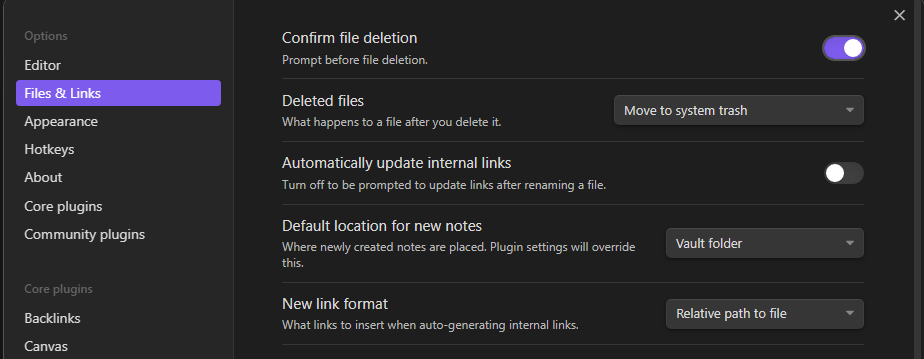 Options
Editor
Files & Links
Appearance
Hotkeys
About
Core plugins
Community plugins
Core plugins
Backlinks
Canvas
Confirm file deletion
Prompt before file deletion.
Deleted files
What happens to a file after you delete it.
Move to system trash
Automatically update internal links
Turn off to be prompted to update links after renaming a file.
Default location for new notes
Where newly created notes are placed. Plugin settings will override
this.
Vault folder
New link format
What links to insert when auto-generating internal links.
Relative path to file